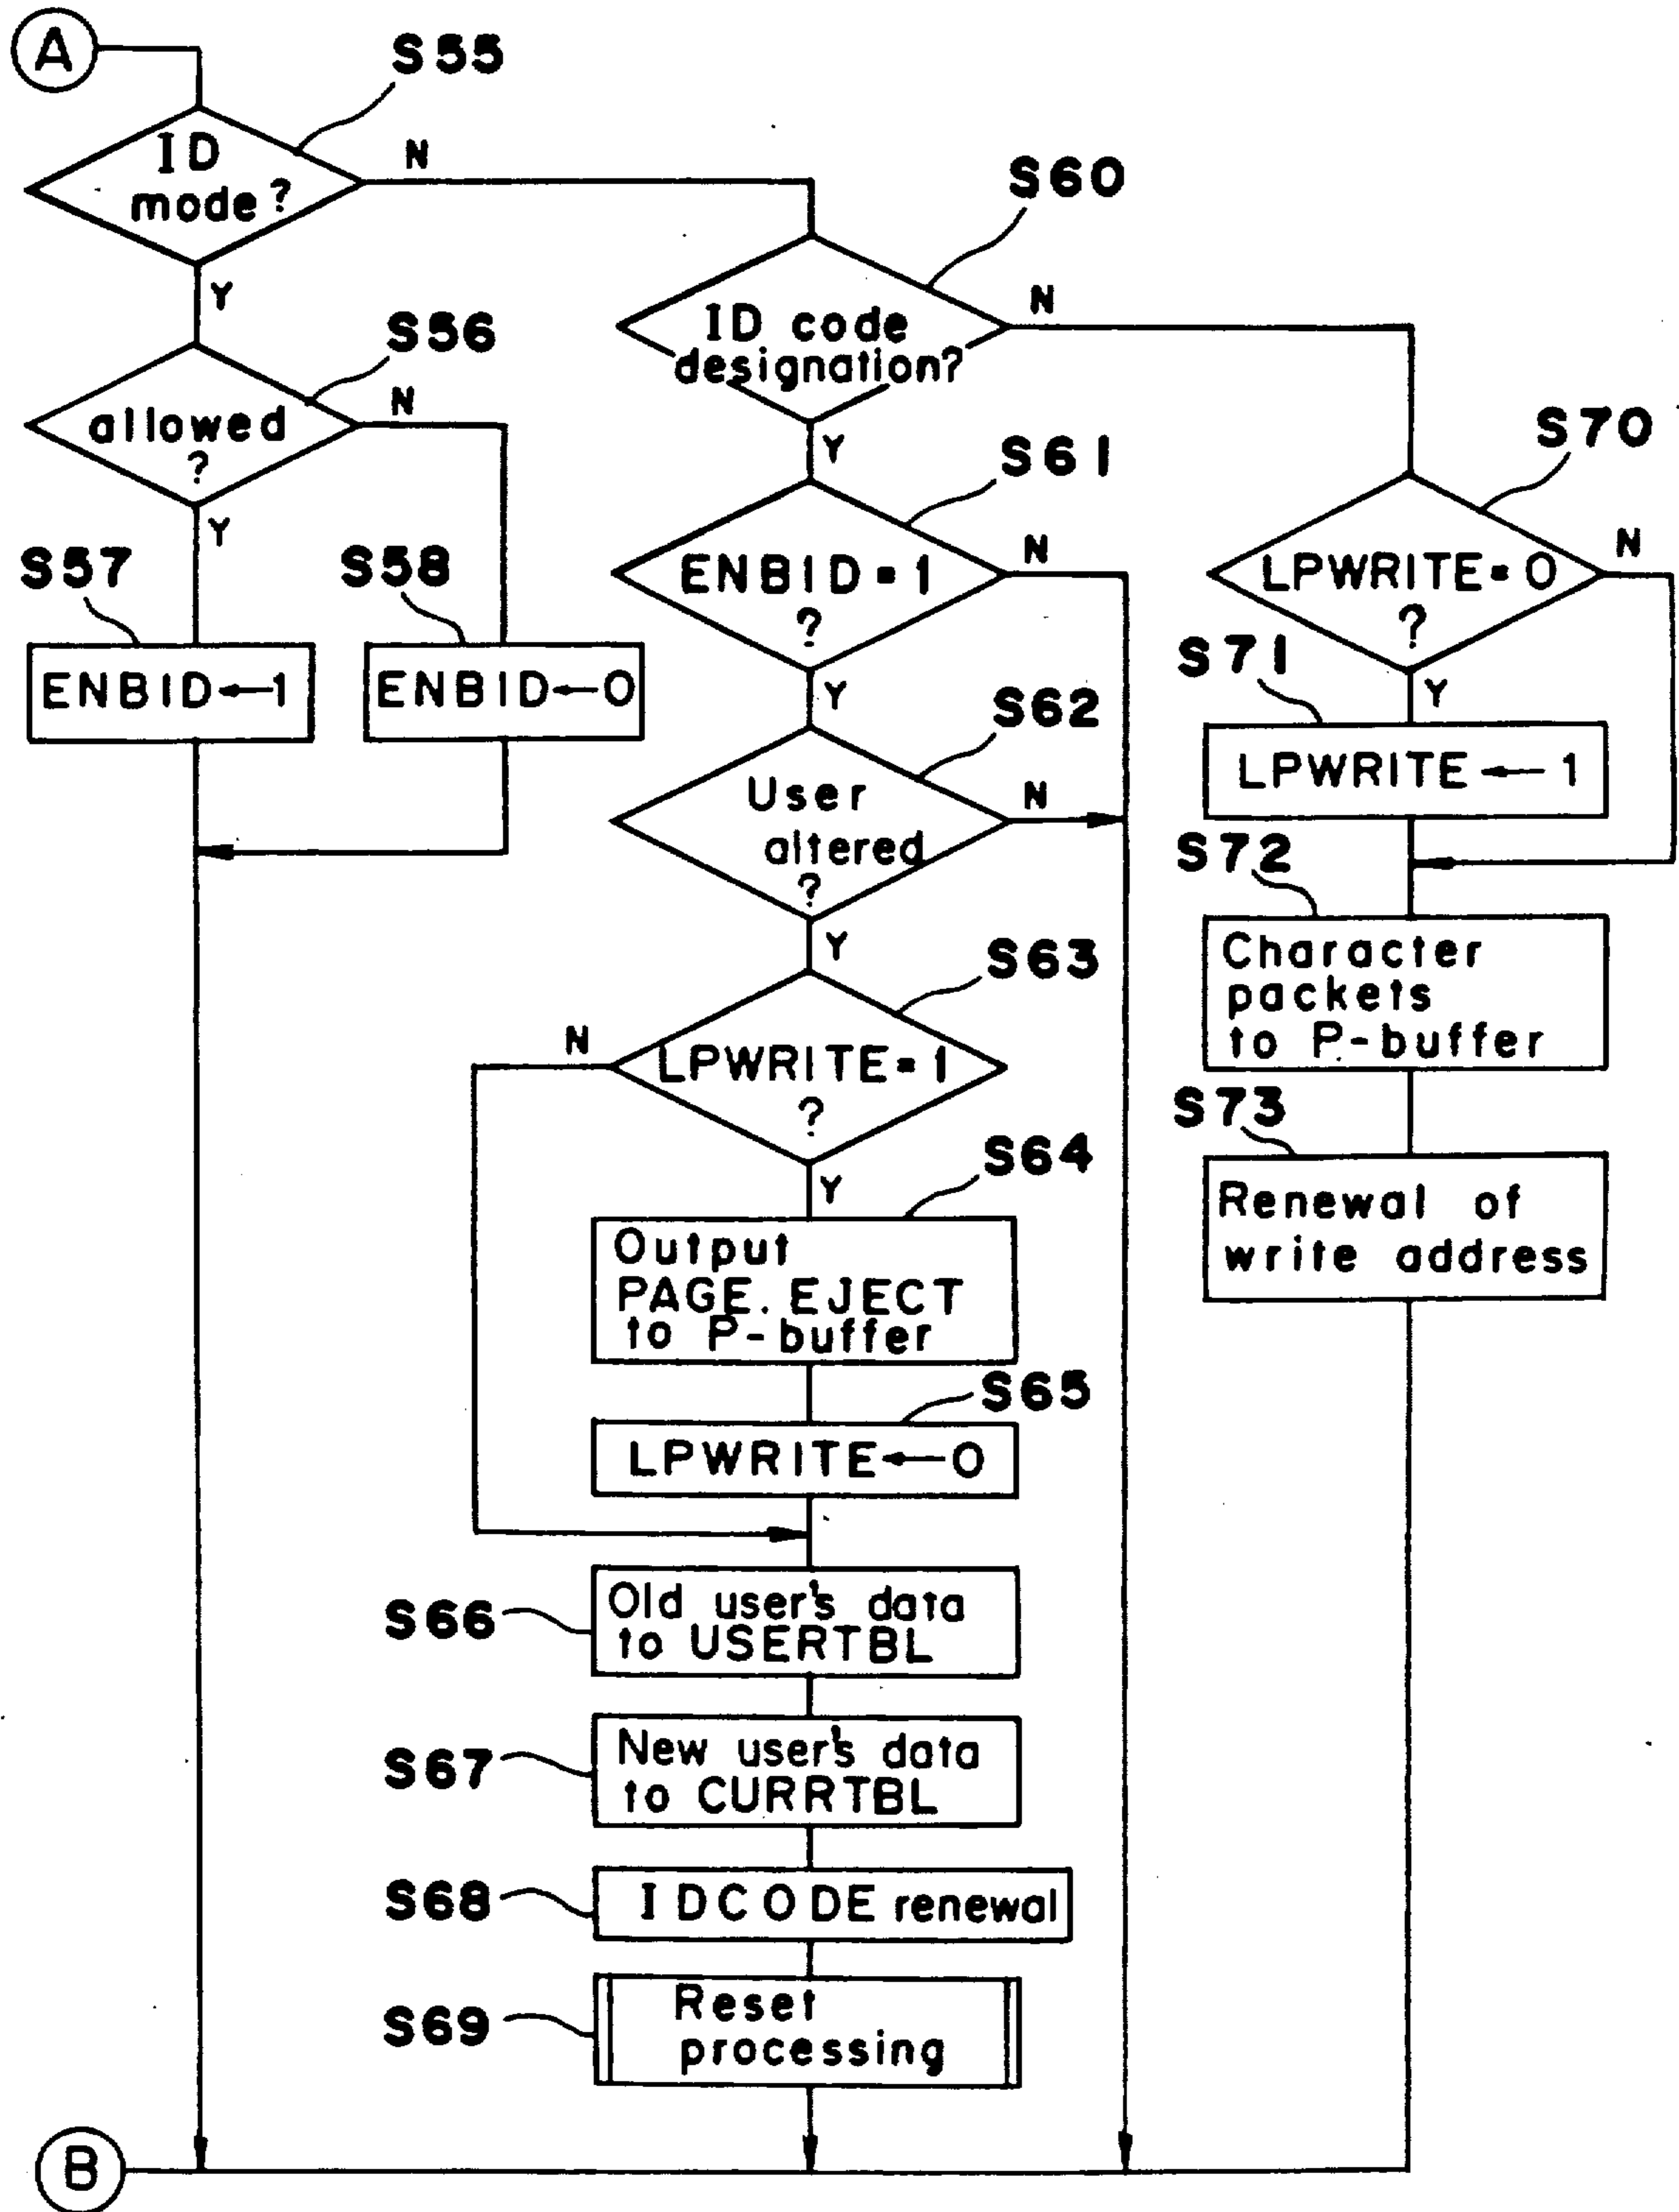 A
S55
ID
mode?
N
Y
S56
allowed
?
N
Y
S57
ENBID←1
S58
ENBID←0
S60
ID code
designation?
N
Y
S61
ENBID=1
?
N
Y
S62
User
altered
?
N
Y
S63
LPWRITE=1
?
N
Y
S64
Output
PAGE. EJECT
to P-buffer
S65
LPWRITE←0
S66
Old user's data
to USERTBL
S67
New user's data
to CURRTBL
S68
IDCODE renewal
S69
Reset
processing
S70
LPWRITE=0
?
N
Y
S71
LPWRITE←1
S72
Character
packets
to P-buffer
S73
Renewal of
write address
B